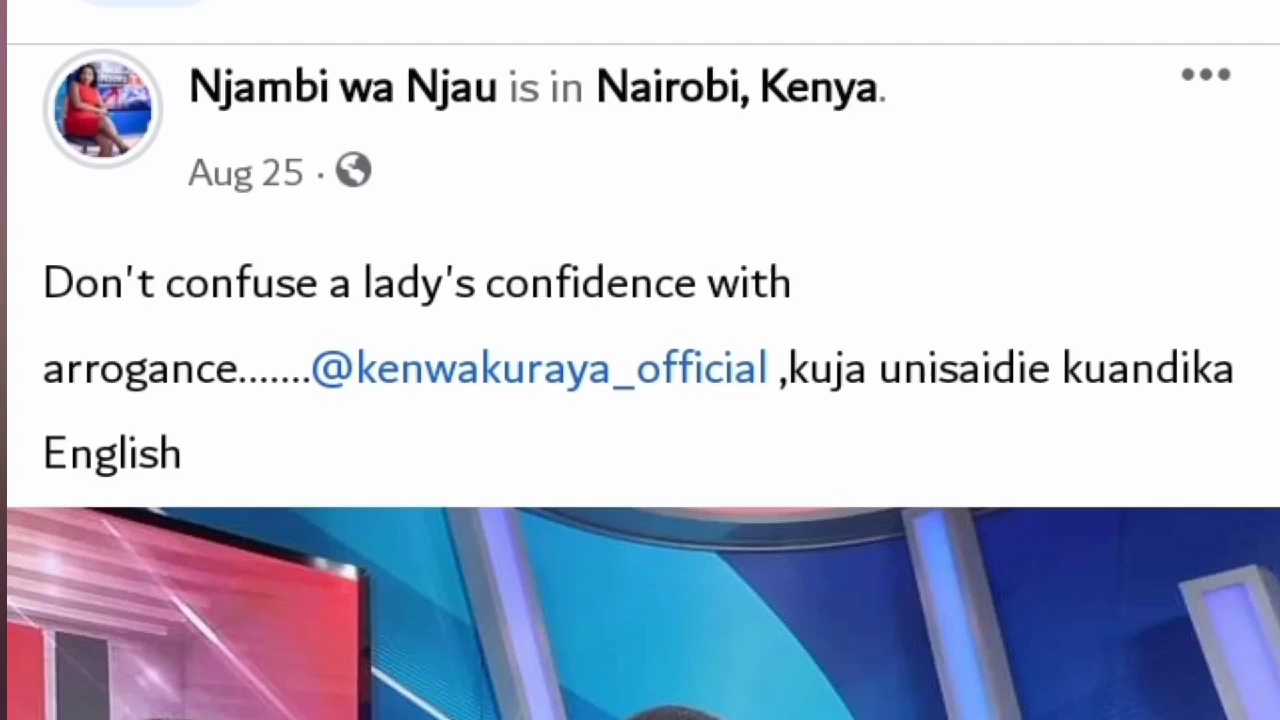 Njambi wa Njau is in Nairobi, Kenya.
Aug 25 ·
Don't confuse a lady's confidence with
arrogance.......@kenwakuraya_official ,kuja unisaidie kuandika
English